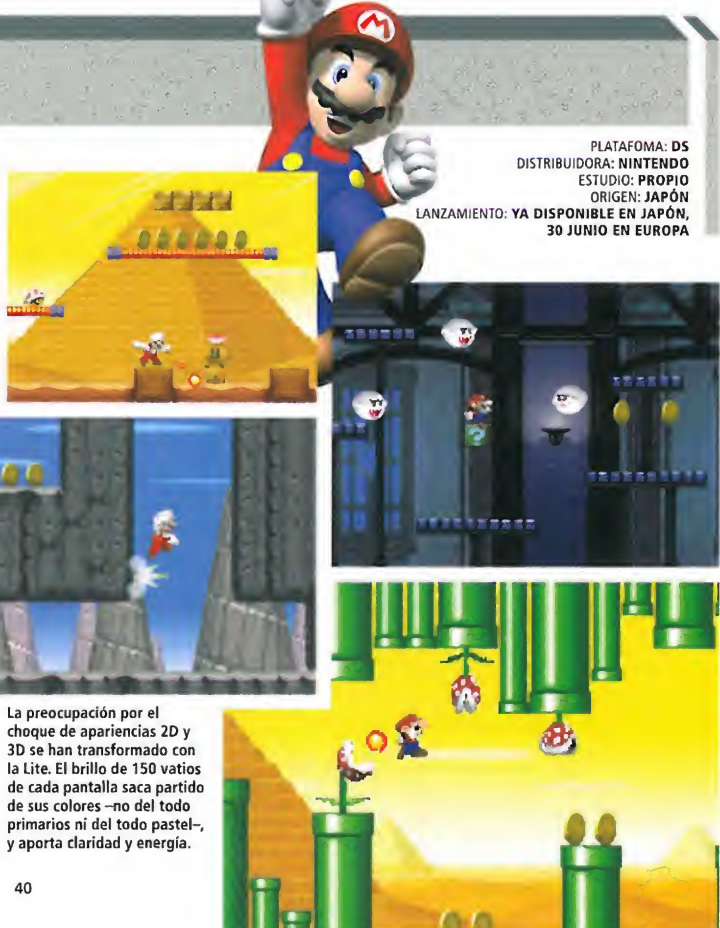 M
PLATAFOMA: DS
DISTRIBUIDORA: NINTENDO
ESTUDIO: PROPIO
ORIGEN: JAPÓN
LANZAMIENTO: YA DISPONIBLE EN JAPÓN,
30 JUNIO EN EUROPA
?
La preocupación por el
choque de apariencias 2D y
3D se han transformado con
la Lite. El brillo de 150 vatios
de cada pantalla saca partido
de sus colores –no del todo
primarios ni del todo pastel–,
y aporta claridad y energía.
40